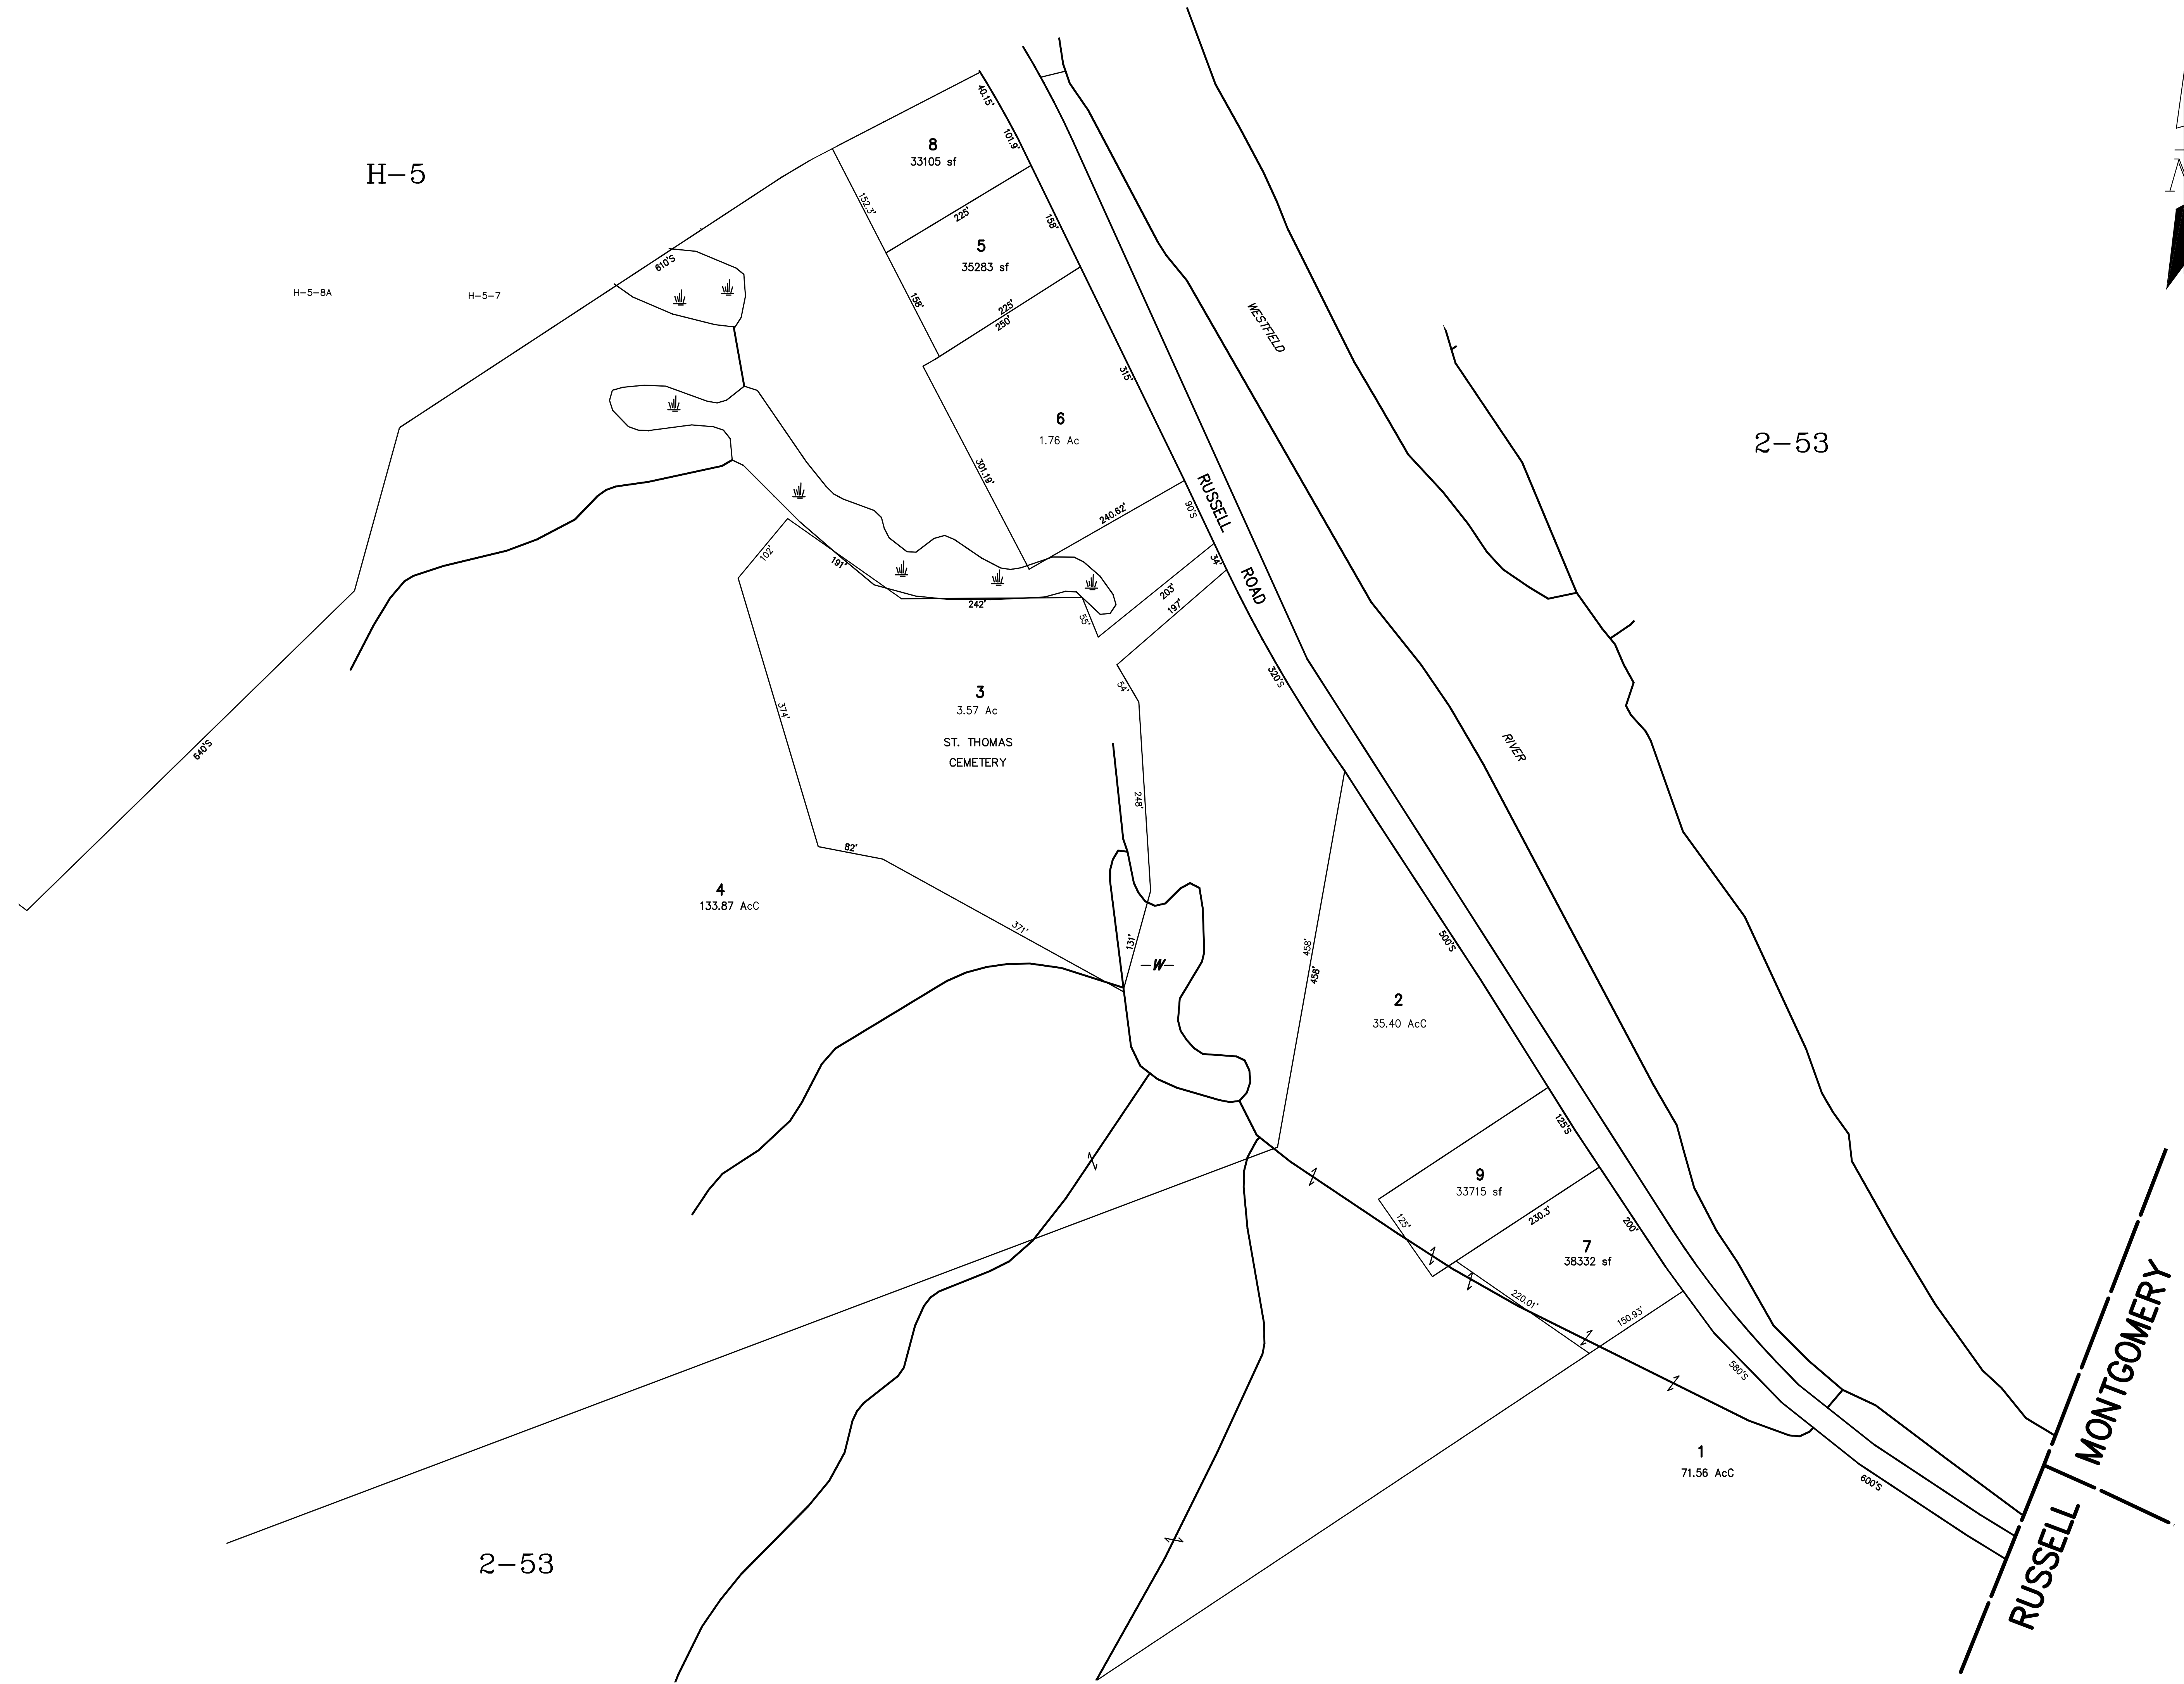 40.15'
101.9'
8
33105 sf
H-5
152.3'
225'
158'
5
35283 sf
610'S
H-5-8A
H-5-7
158'
225'
250'
WESTFIELD
315'
6
1.76 Ac
2-53
301.19'
240.62'
90'S
RUSSELL
ROAD
102'
191'
34'
203'
197'
242'
55'
320'S
54'
3
3.57 Ac
ST. THOMAS
CEMETERY
374'
640'S
RIVER
248'
82'
4
133.87 AcC
371'
131'
-W-
458'
458'
500'S
2
35.40 AcC
125'S
9
33715 sf
125'
230.3'
200'
7
38332 sf
220.01'
150.93'
580'S
MONTGOMERY
1
71.56 AcC
600'S
RUSSELL
2-53